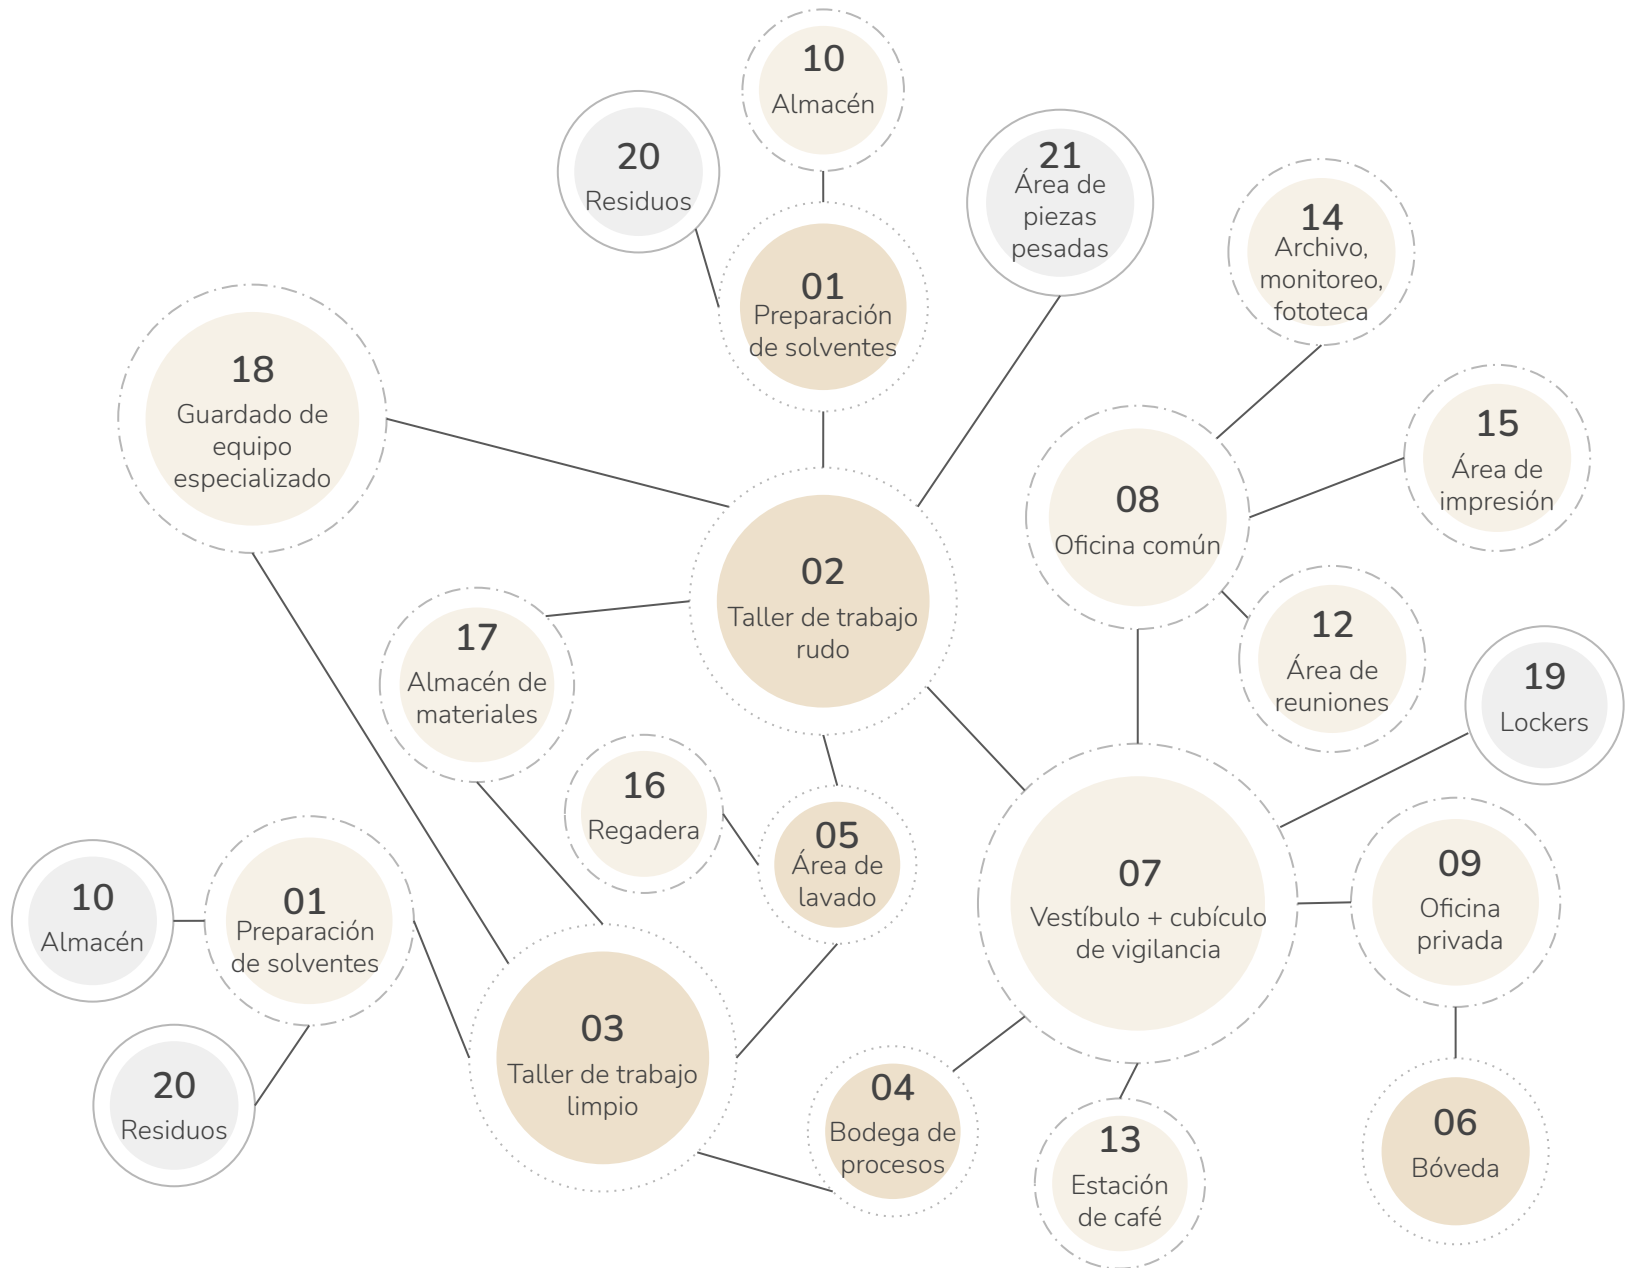 10
Almacén
20
Residuos
21
Área de
piezas
pesadas
14
Archivo,
monitoreo,
fototeca
01
Preparación
de solventes
18
Guardado de
equipo
especializado
15
Área de
impresión
08
Oficina común
02
Taller de trabajo
rudo
17
Almacén de
materiales
12
Área de
reuniones
19
Lockers
16
Regadera
05
Área de
lavado
07
Vestíbulo + cubículo
de vigilancia
09
Oficina
privada
10
Almacén
01
Preparación
de solventes
03
Taller de trabajo
limpio
20
Residuos
04
Bodega de
procesos
13
Estación
de café
06
Bóveda